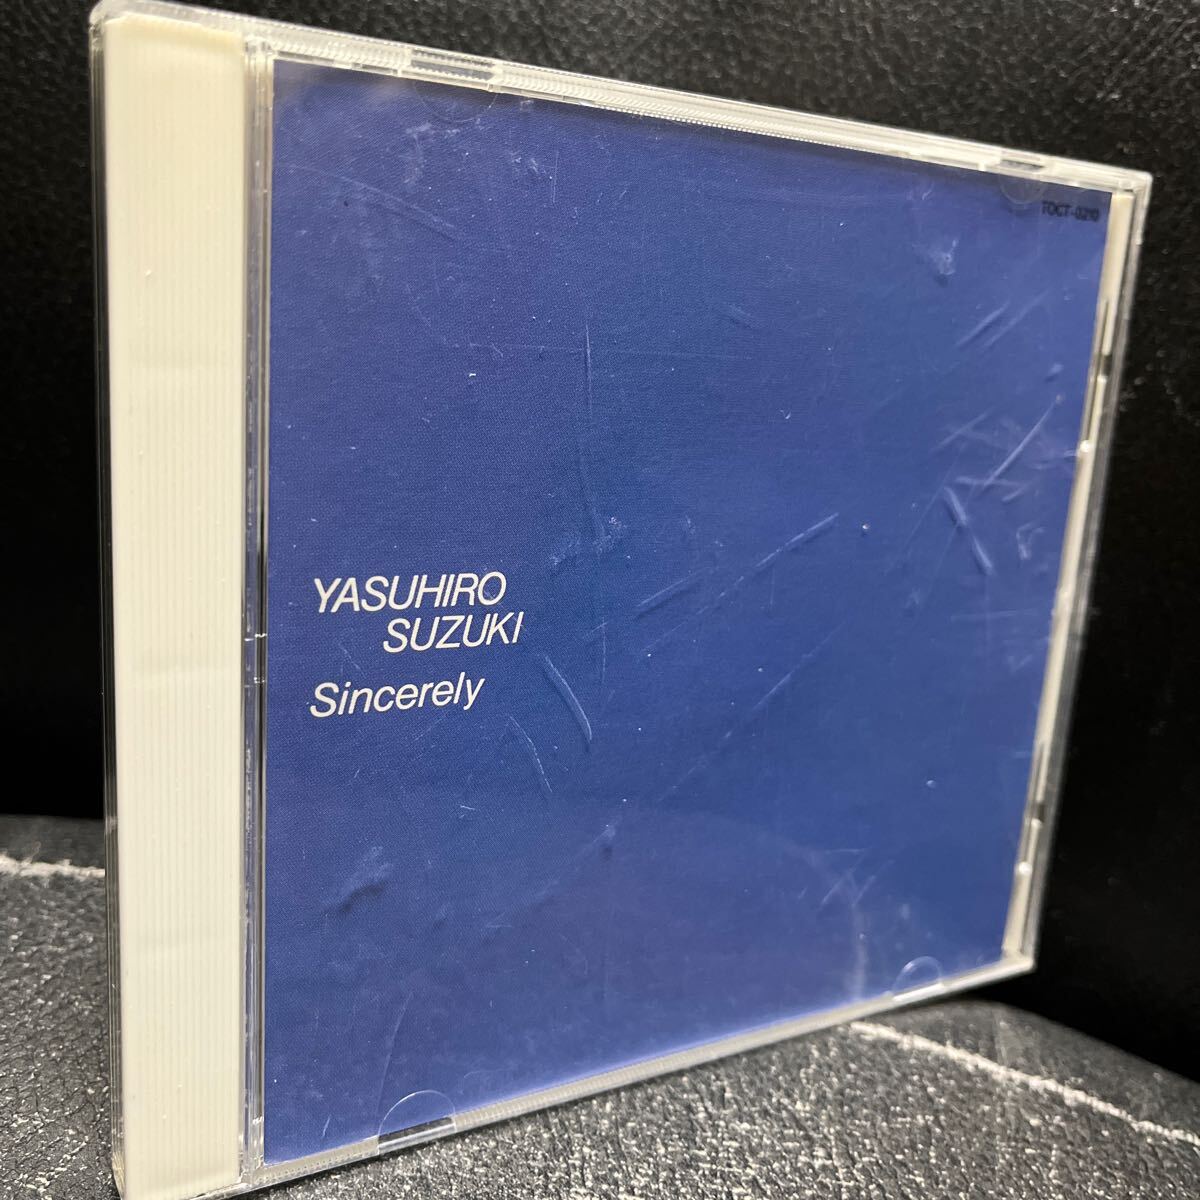 TOCT-0210
YASUHIRO
SUZUKI
Sincerely